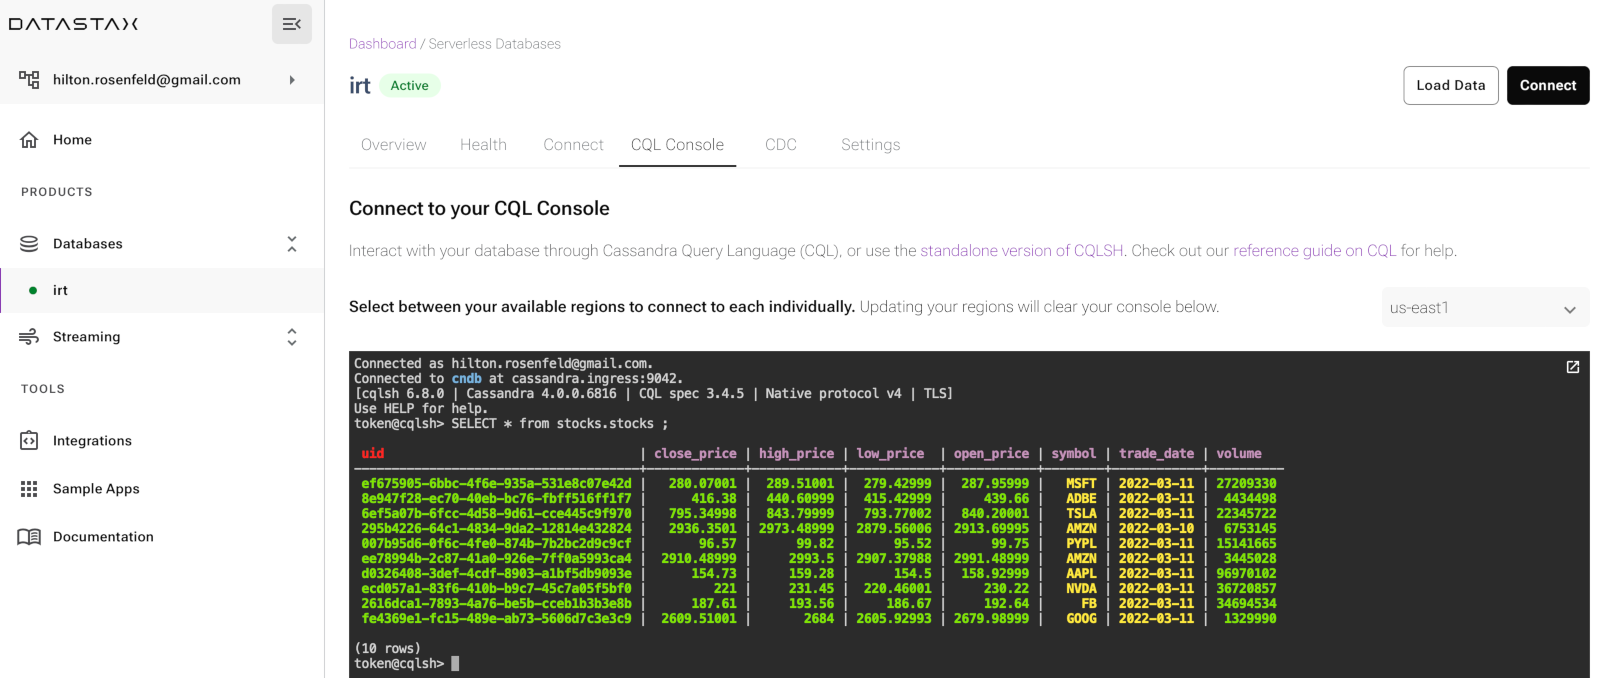 DATASTAX
hilton.rosenfeld@gmail.com
Home
PRODUCTS
Databases
irt
Streaming
TOOLS
Integrations
Sample Apps
Documentation
Dashboard / Serverless Databases
irt Active
Load Data Connect
Overview Health Connect CQL Console CDC Settings
Connect to your CQL Console
Interact with your database through Cassandra Query Language (CQL), or use the standalone version of CQLSH. Check out our reference guide on CQL for help.
Select between your available regions to connect to each individually. Updating your regions will clear your console below.
us-east1
Connected as hilton.rosenfeld@gmail.com.
Connected to cndb at cassandra.ingress:9042.
[cqlsh 6.8.0 | Cassandra 4.0.0.6816 | CQL spec 3.4.5 | Native protocol v4 | TLS]
Use HELP for help.
token@cqlsh> SELECT * from stocks.stocks ;
uid | close_price | high_price | low_price | open_price | symbol | trade_date | volume
ef675905-6bbc-4f6e-935a-531e8c07e42d | 280.07001 | 289.51001 | 279.42999 | 287.95999 | MSFT | 2022-03-11 | 27209330
8e947f28-ec70-40eb-bc76-fbff516ff1f7 | 416.38 | 440.60999 | 415.42999 | 439.66 | ADBE | 2022-03-11 | 4434498
6ef5a07b-6fcc-4d58-9d61-cce445c9f970 | 795.34998 | 843.79999 | 793.77002 | 840.20001 | TSLA | 2022-03-11 | 22345722
295b4226-64c1-4834-9da2-12814e432824 | 2936.3501 | 2973.48999 | 2879.56006 | 2913.69995 | AMZN | 2022-03-10 | 6753145
007b95d6-0f6c-4fe0-874b-7b2bc2d9c9cf | 96.57 | 99.82 | 95.52 | 99.75 | PYPL | 2022-03-11 | 15141665
ee78994b-2c87-41a0-926e-7ff0a5993ca4 | 2910.48999 | 2993.5 | 2907.37988 | 2991.48999 | AMZN | 2022-03-11 | 3445028
d0326408-3def-4cdf-8903-a1bf5db9093e | 154.73 | 159.28 | 154.5 | 158.92999 | AAPL | 2022-03-11 | 96970102
ecd057a1-83f6-410b-b9c7-45c7a05f5bf0 | 221 | 231.45 | 220.46001 | 230.22 | NVDA | 2022-03-11 | 36720857
2616dca1-7893-4a76-be5b-cceb1b3b3e8b | 187.61 | 193.56 | 186.67 | 192.64 | FB | 2022-03-11 | 34694534
fe4369e1-fc15-489e-ab73-5606d7c3e3c9 | 2609.51001 | 2684 | 2605.92993 | 2679.98999 | GOOG | 2022-03-11 | 1329990
(10 rows)
token@cqlsh>